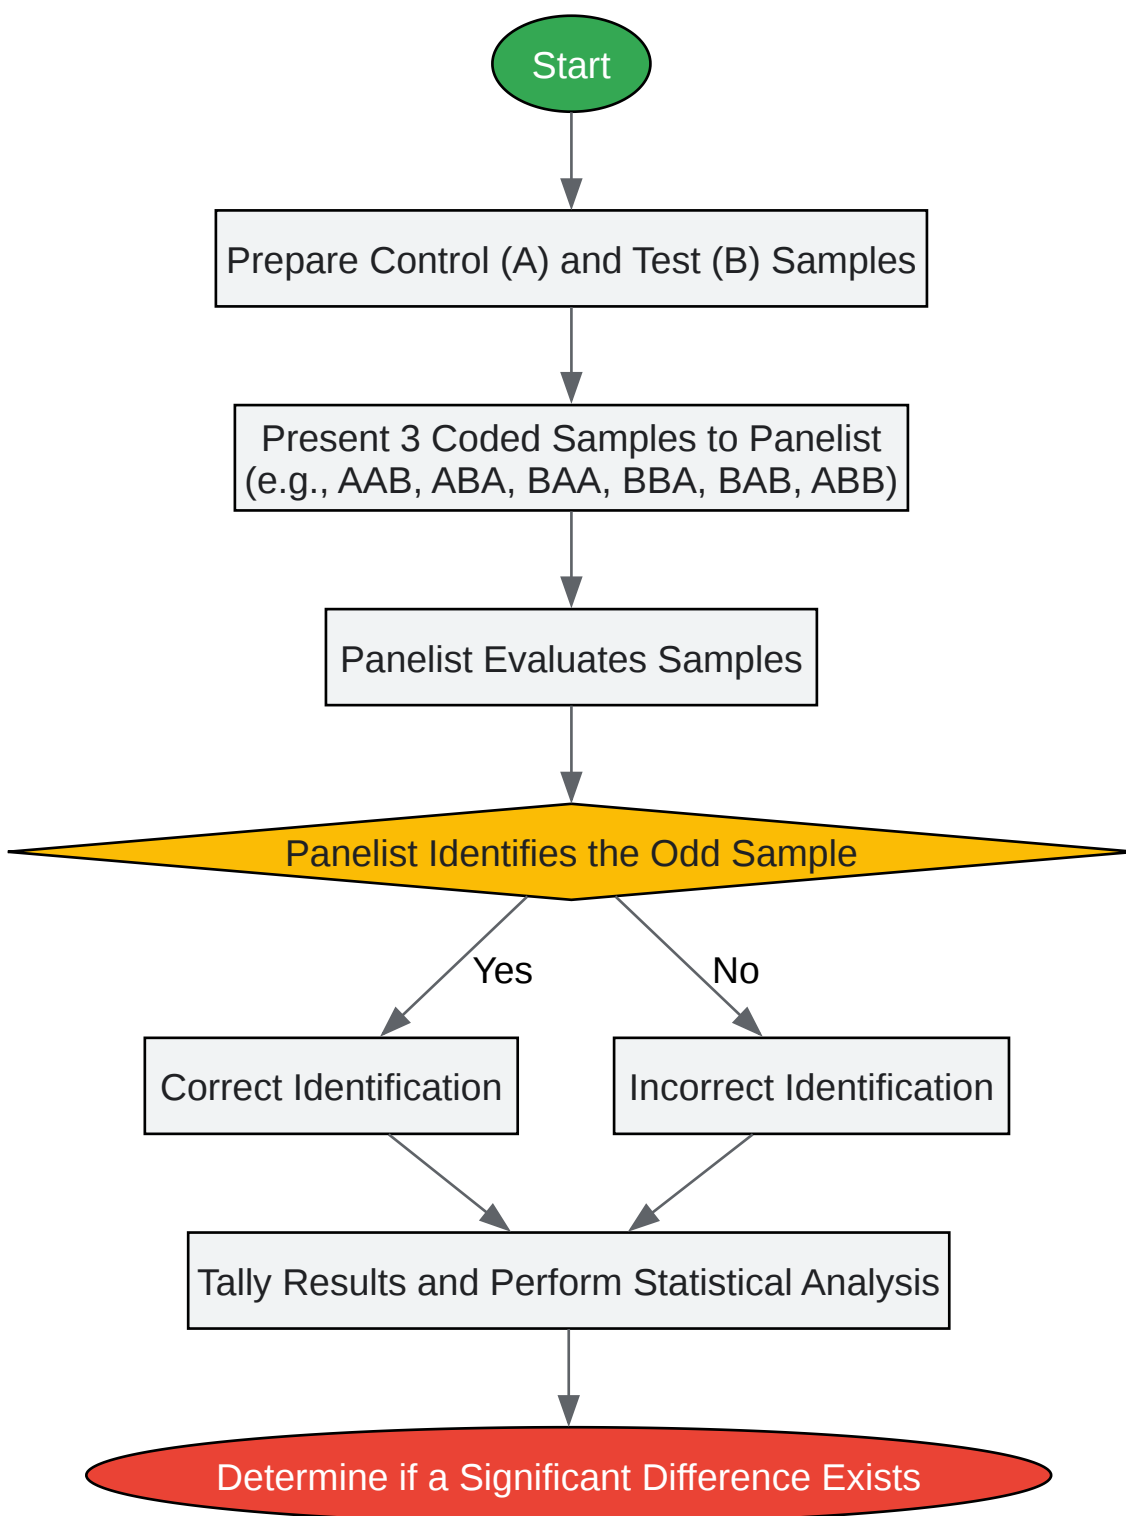 Start
Prepare Control (A) and Test (B) Samples
Present 3 Coded Samples to Panelist
(e.g., AAB, ABA, BAA, BBA, BAB, ABB)
Panelist Evaluates Samples
Panelist Identifies the Odd Sample
Yes
No
Correct Identification
Incorrect Identification
Tally Results and Perform Statistical Analysis
Determine if a Significant Difference Exists